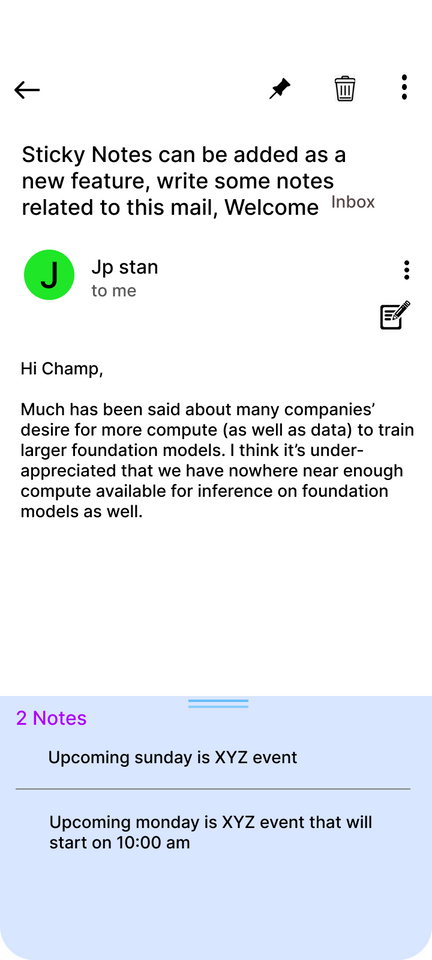 Sticky Notes can be added as a
new feature, write some notes
related to this mail, Welcome Inbox
J
Jp stan
to me
Hi Champ,
Much has been said about many companies’
desire for more compute (as well as data) to train
larger foundation models. I think it’s under-
appreciated that we have nowhere near enough
compute available for inference on foundation
models as well.
2 Notes
Upcoming sunday is XYZ event
Upcoming monday is XYZ event that will
start on 10:00 am